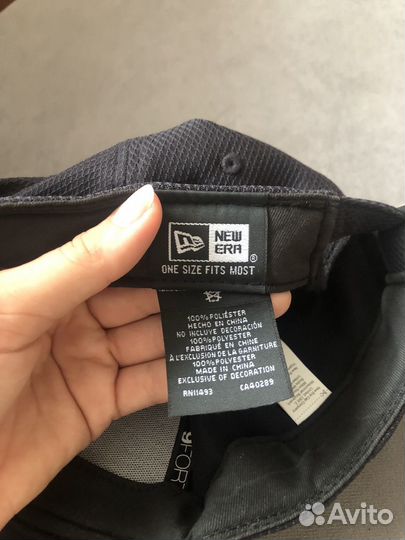 NEW
ERA
®
ONE SIZE FITS MOST
100% POLIÉSTER
HECHO EN CHINA
NO INCLUYE DECORACIÓN
100% POLYESTER
FABRIQUÉ EN CHINE
À L'EXCLUSION DE LA GARNITURE
100% POLYESTER
MADE IN CHINA
EXCLUSIVE OF DECORATION
RN11493 CA40289
9FOR
Avito